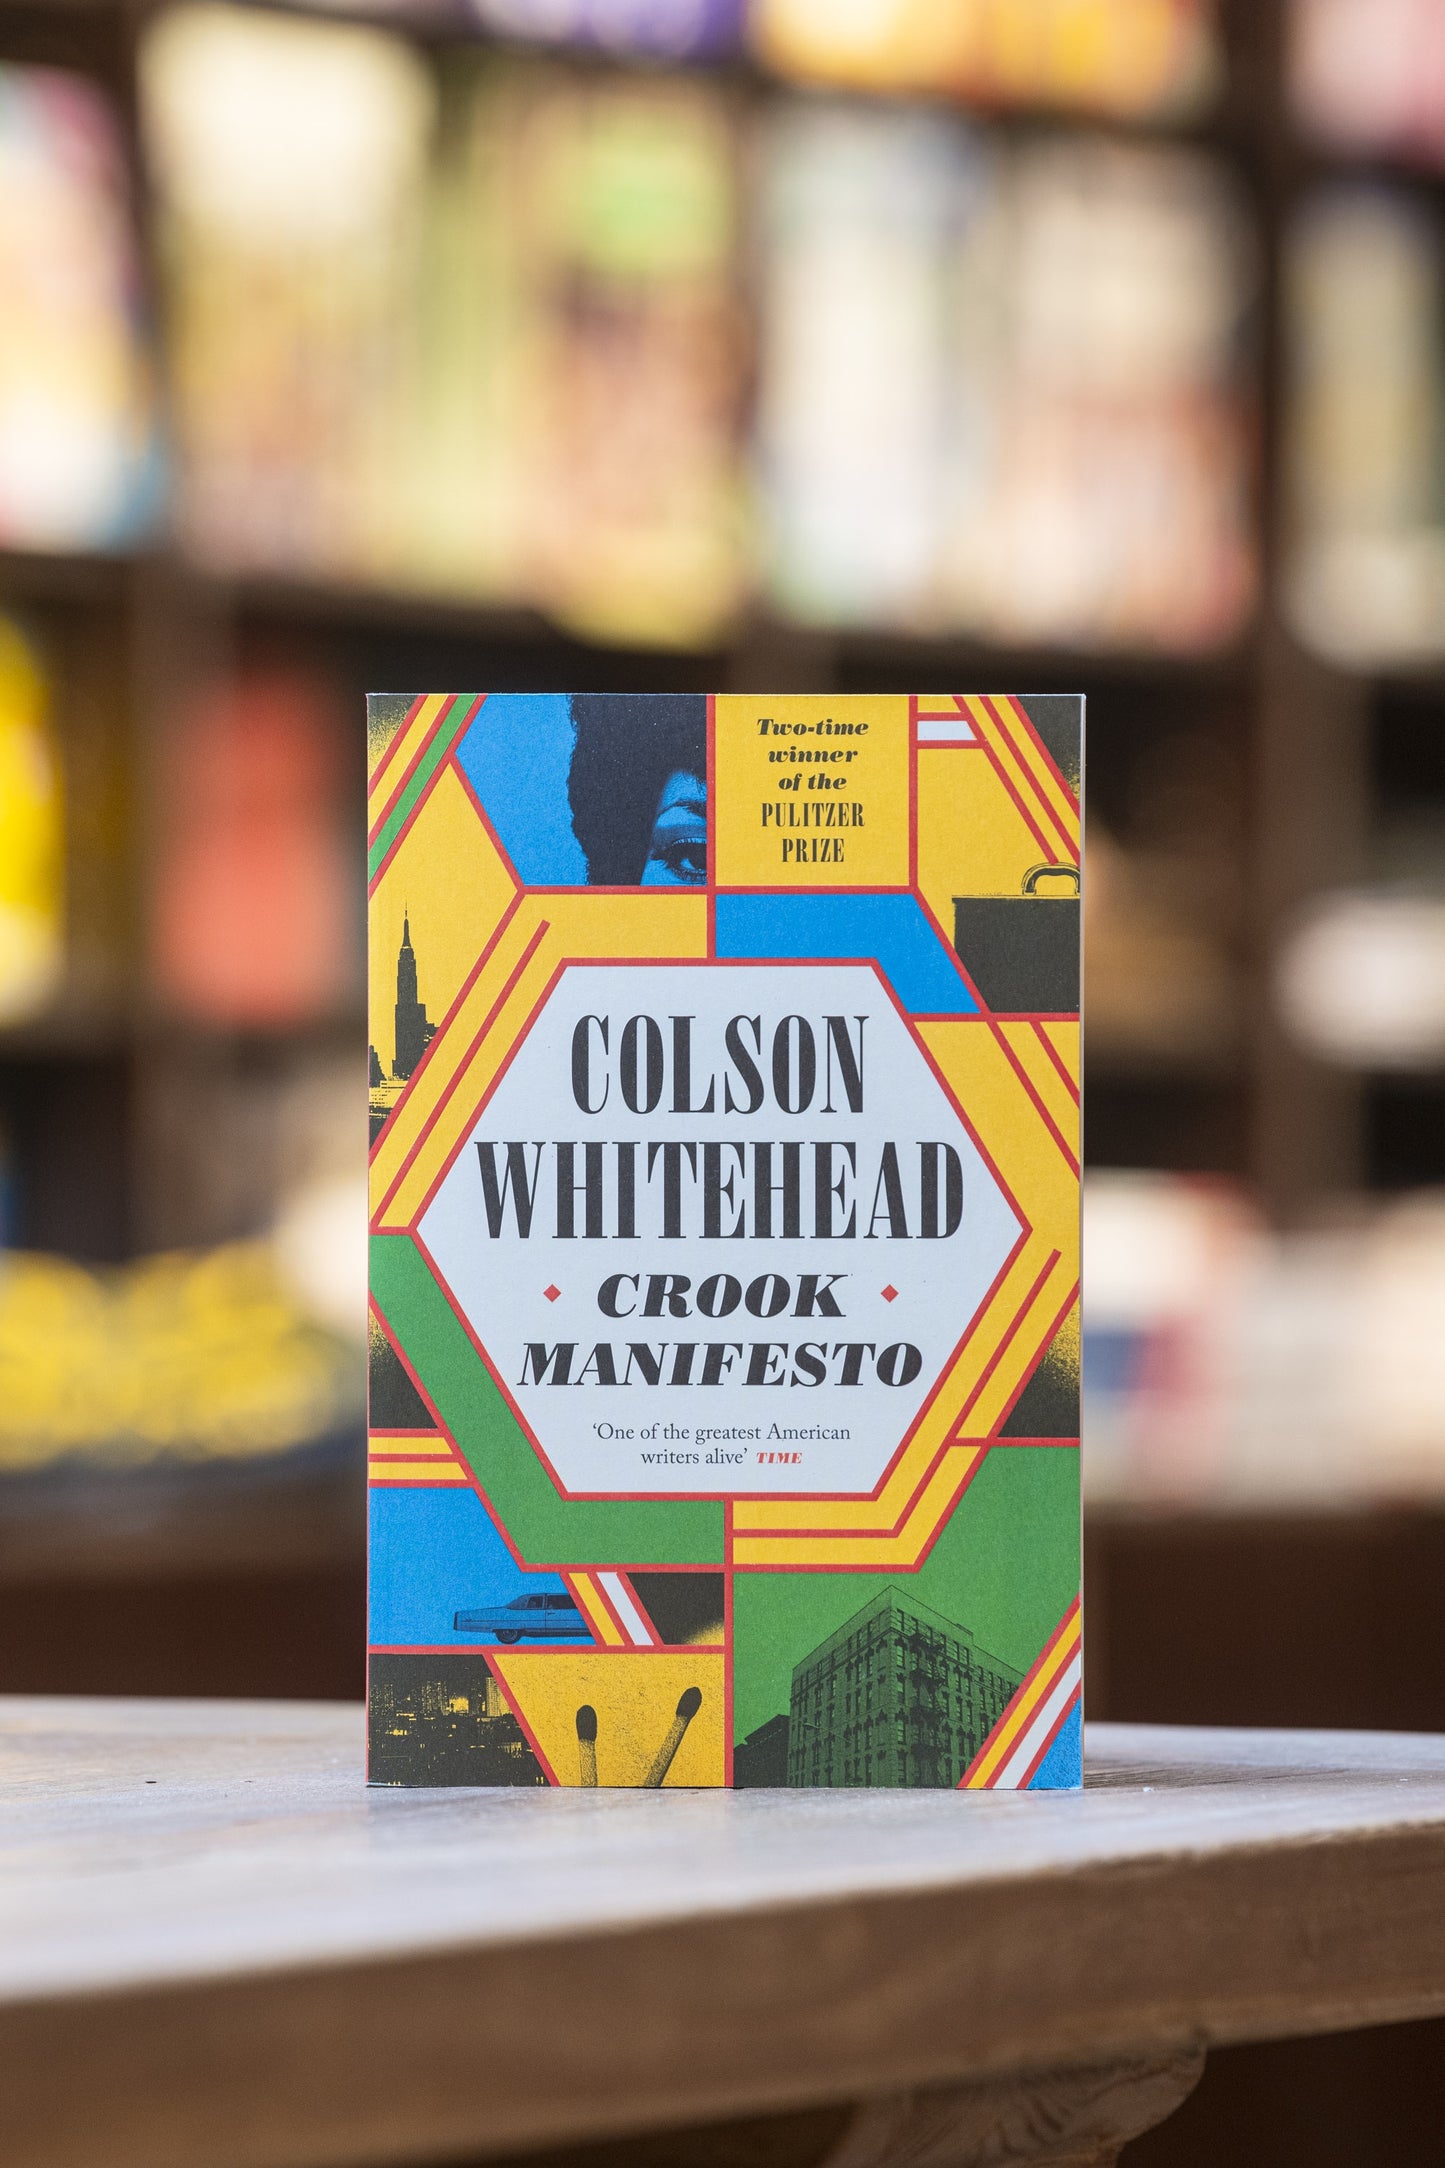 Two-time
winner
of the
PULITZER
PRIZE
COLSON
WHITEHEAD
CROOK
MANIFESTO
‘One of the greatest American
writers alive’ TIME